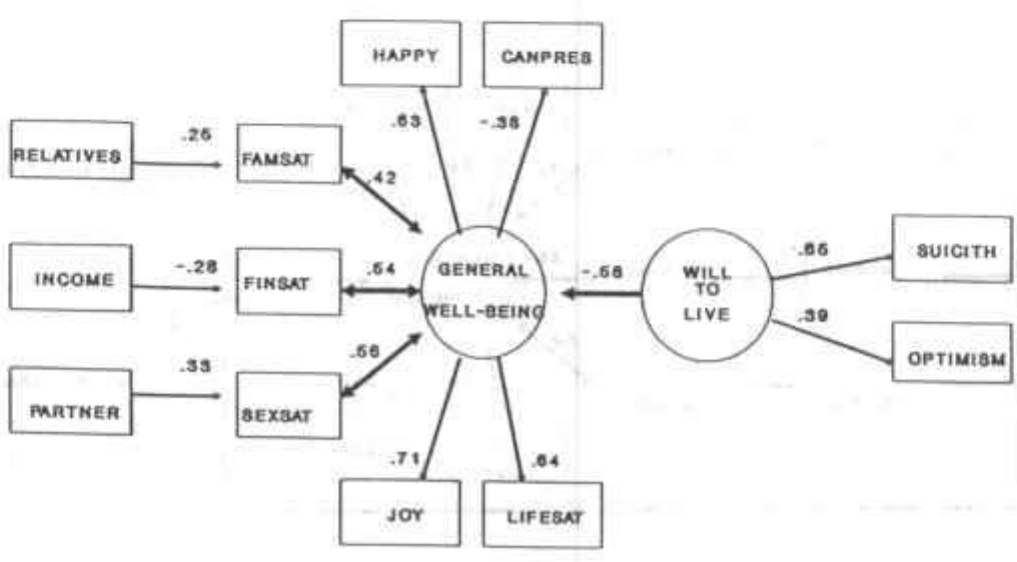 HAPPY
CANPRES
.63
-.38
RELATIVES
.25
FAMSAT
.42
INCOME
-.28
FINSAT
.54
GENERAL
WELL-BEING
-.58
WILL
TO
LIVE
-.65
SUICITH
.39
OPTIMISM
PARTNER
.33
SEXSAT
.56
.71
.64
JOY
LIFESAT